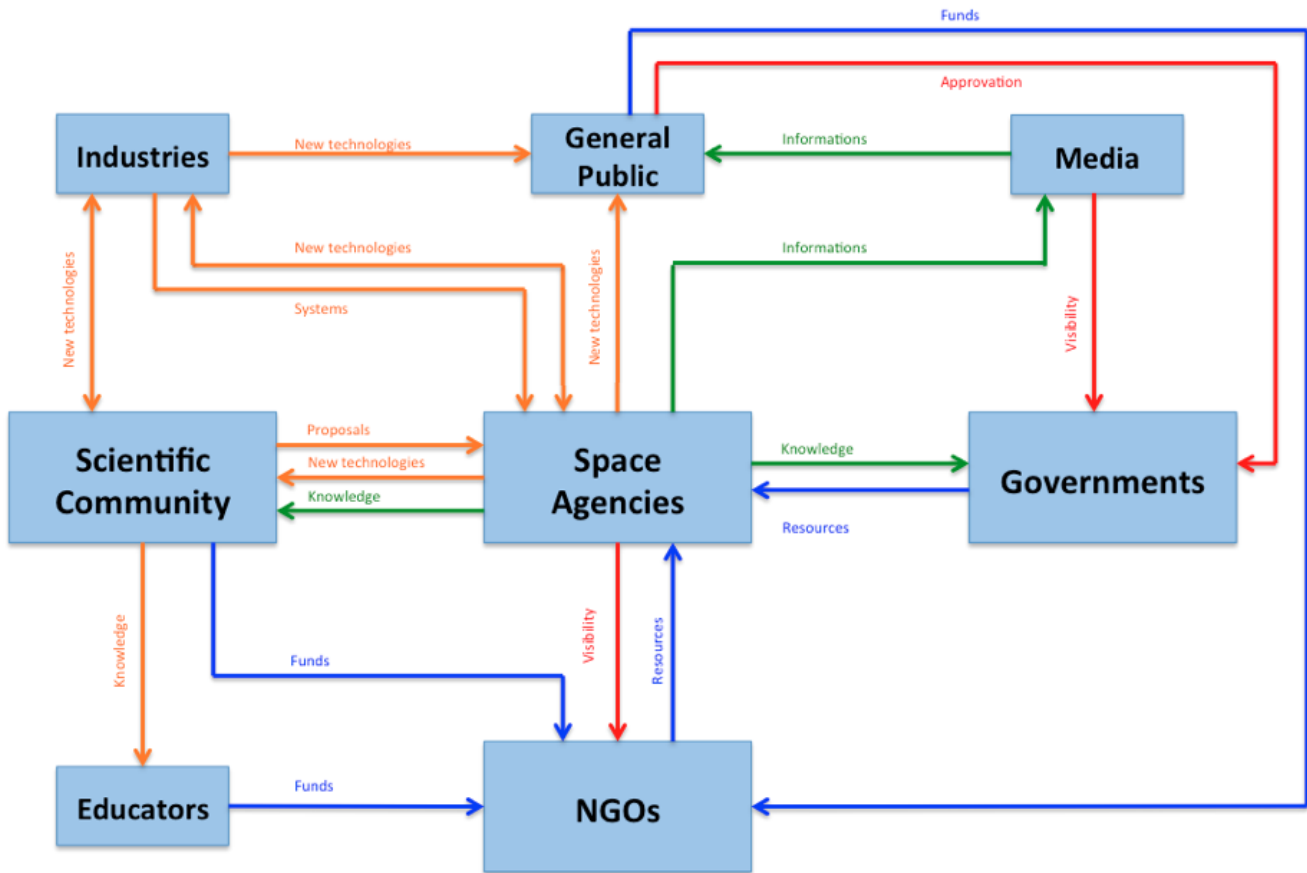 Funds
Approvation
Industries
New technologies
General
Public
Informations
Media
New technologies
New technologies
Systems
New technologies
Informations
Visibility
Scientific
Community
Proposals
New technologies
Knowledge
Space
Agencies
Knowledge
Resources
Governments
Knowledge
Funds
Visibility
Resources
Educators
Funds
NGOs